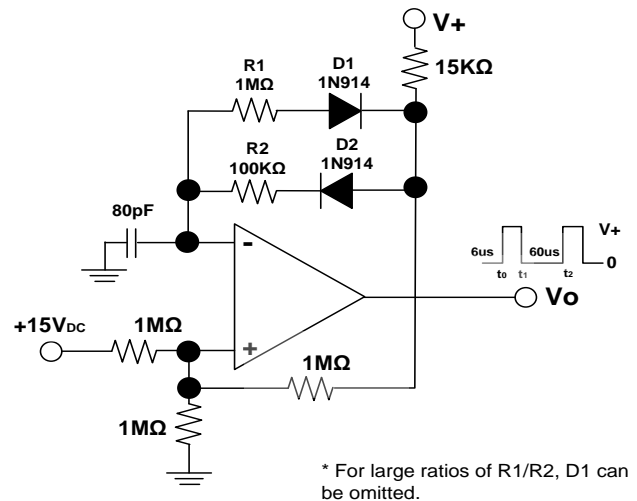 V+
15KΩ
R1
1MΩ
D1
1N914
R2
100KΩ
D2
1N914
80pF
-
+
6us
60us
V+
0
t0
t1
t2
Vo
+15VDC
1MΩ
1MΩ
1MΩ
* For large ratios of R1/R2, D1 can
be omitted.